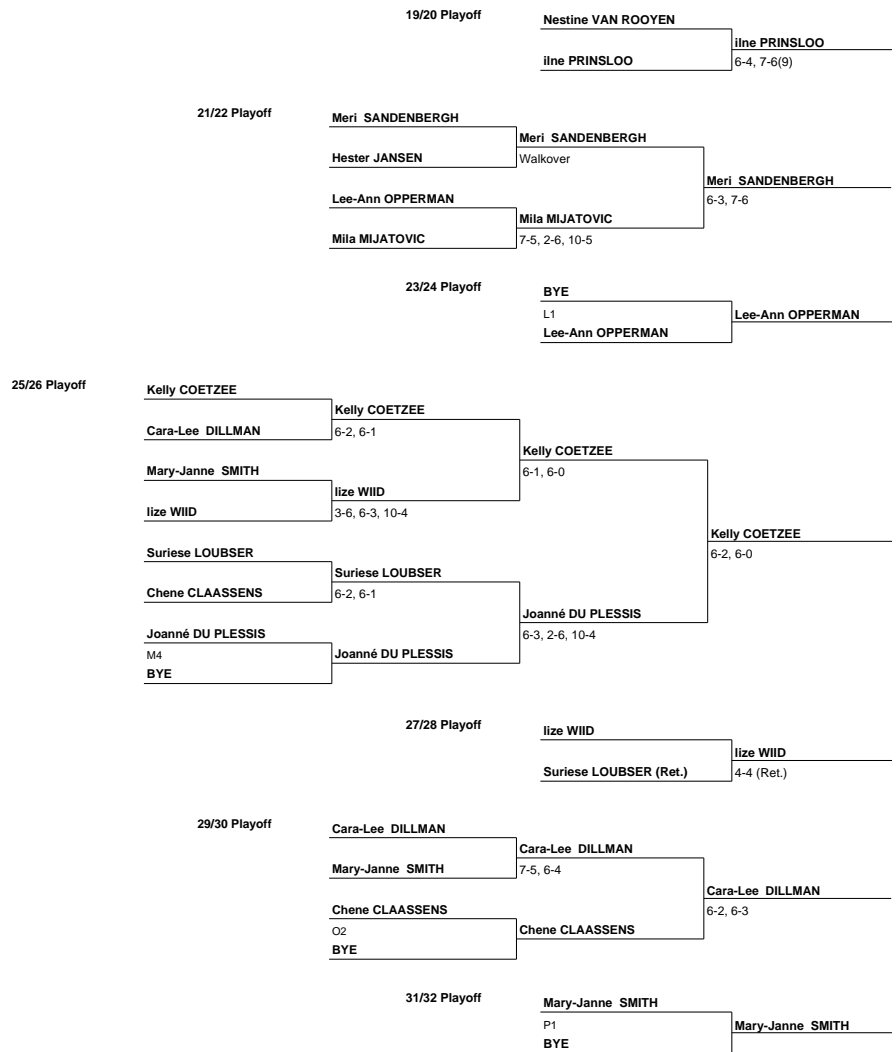 19/20 Playoff
Nestine VAN ROOYEN
ilne PRINSLOO
ilne PRINSLOO
6-4, 7-6(9)
21/22 Playoff
Meri SANDENBERGH
Meri SANDENBERGH
Hester JANSEN
Walkover
Meri SANDENBERGH
Lee-Ann OPPERMAN
6-3, 7-6
Mila MIJATOVIC
Mila MIJATOVIC
7-5, 2-6, 10-5
23/24 Playoff
BYE
L1
Lee-Ann OPPERMAN
Lee-Ann OPPERMAN
25/26 Playoff
Kelly COETZEE
Kelly COETZEE
Cara-Lee DILLMAN
6-2, 6-1
Kelly COETZEE
Mary-Janne SMITH
6-1, 6-0
lize WIID
lize WIID
3-6, 6-3, 10-4
Kelly COETZEE
Suriese LOUBSER
6-2, 6-0
Suriese LOUBSER
Chene CLAASSENS
6-2, 6-1
Joanné DU PLESSIS
Joanné DU PLESSIS
6-3, 2-6, 10-4
M4
Joanné DU PLESSIS
BYE
27/28 Playoff
lize WIID
lize WIID
Suriese LOUBSER (Ret.)
4-4 (Ret.)
29/30 Playoff
Cara-Lee DILLMAN
Cara-Lee DILLMAN
Mary-Janne SMITH
7-5, 6-4
Cara-Lee DILLMAN
Chene CLAASSENS
6-2, 6-3
O2
Chene CLAASSENS
BYE
31/32 Playoff
Mary-Janne SMITH
P1
Mary-Janne SMITH
BYE